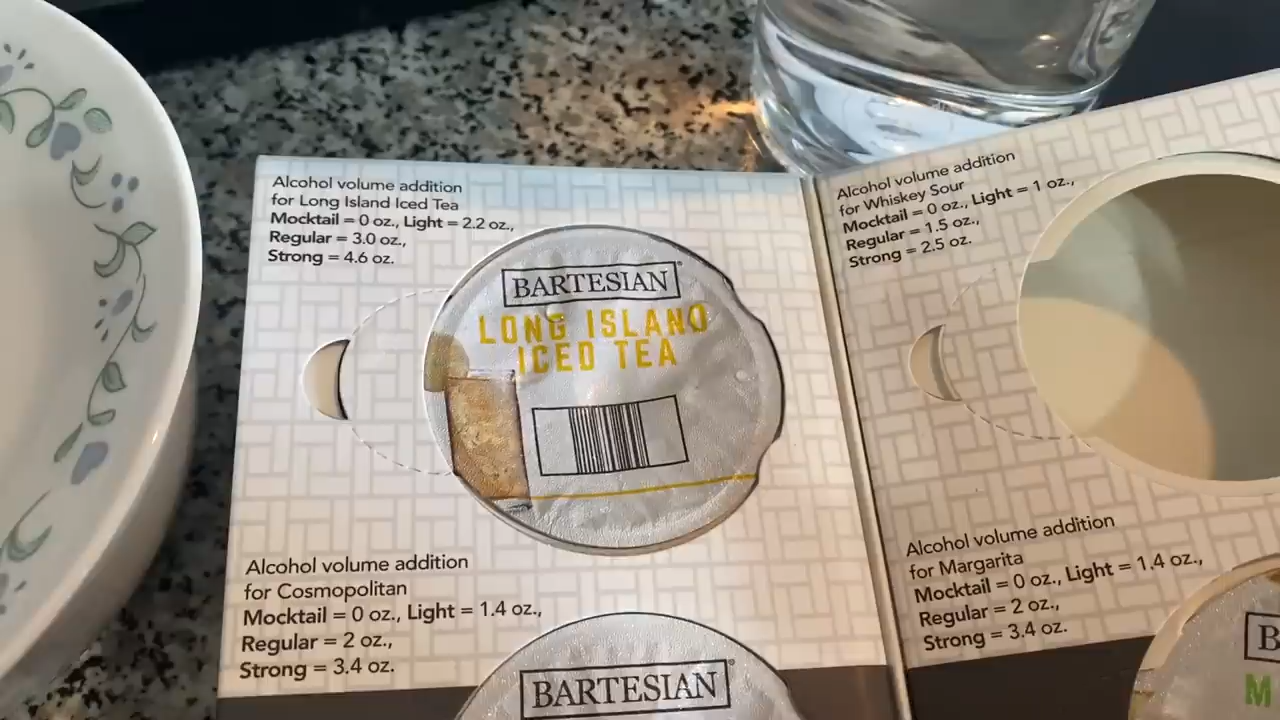 Alcohol volume addition
for Long Island Iced Tea
Mocktail = 0 oz., Light = 2.2 oz.,
Regular = 3.0 oz.,
Strong = 4.6 oz.
BARTESIAN
LONG ISLAND
ICED TEA
Alcohol volume addition
for Cosmopolitan
Mocktail = 0 oz., Light = 1.4 oz.,
Regular = 2 oz.,
Strong = 3.4 oz.
BARTESIAN
Alcohol volume addition
for Whiskey Sour
Mocktail = 0 oz., Light = 1 oz.,
Regular = 1.5 oz.,
Strong = 2.5 oz.
Alcohol volume addition
for Margarita
Mocktail = 0 oz., Light = 1.4 oz.,
Regular = 2 oz.,
Strong = 3.4 oz.
B
M